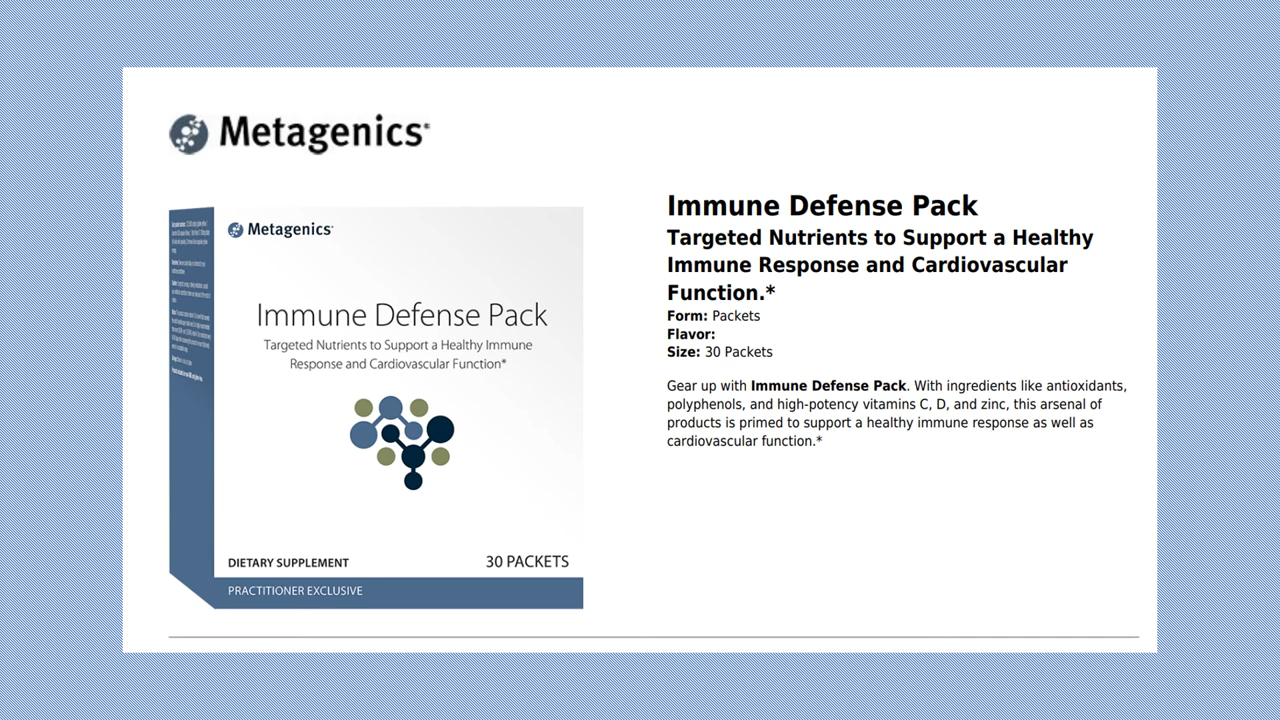 Metagenics
Metagenics
Immune Defense Pack
Targeted Nutrients to Support a Healthy Immune
Response and Cardiovascular Function*
DIETARY SUPPLEMENT
30 PACKETS
PRACTITIONER EXCLUSIVE
Immune Defense Pack
Targeted Nutrients to Support a Healthy
Immune Response and Cardiovascular
Function.*
Form: Packets
Flavor:
Size: 30 Packets
Gear up with Immune Defense Pack. With ingredients like antioxidants,
polyphenols, and high-potency vitamins C, D, and zinc, this arsenal of
products is primed to support a healthy immune response as well as
cardiovascular function.*